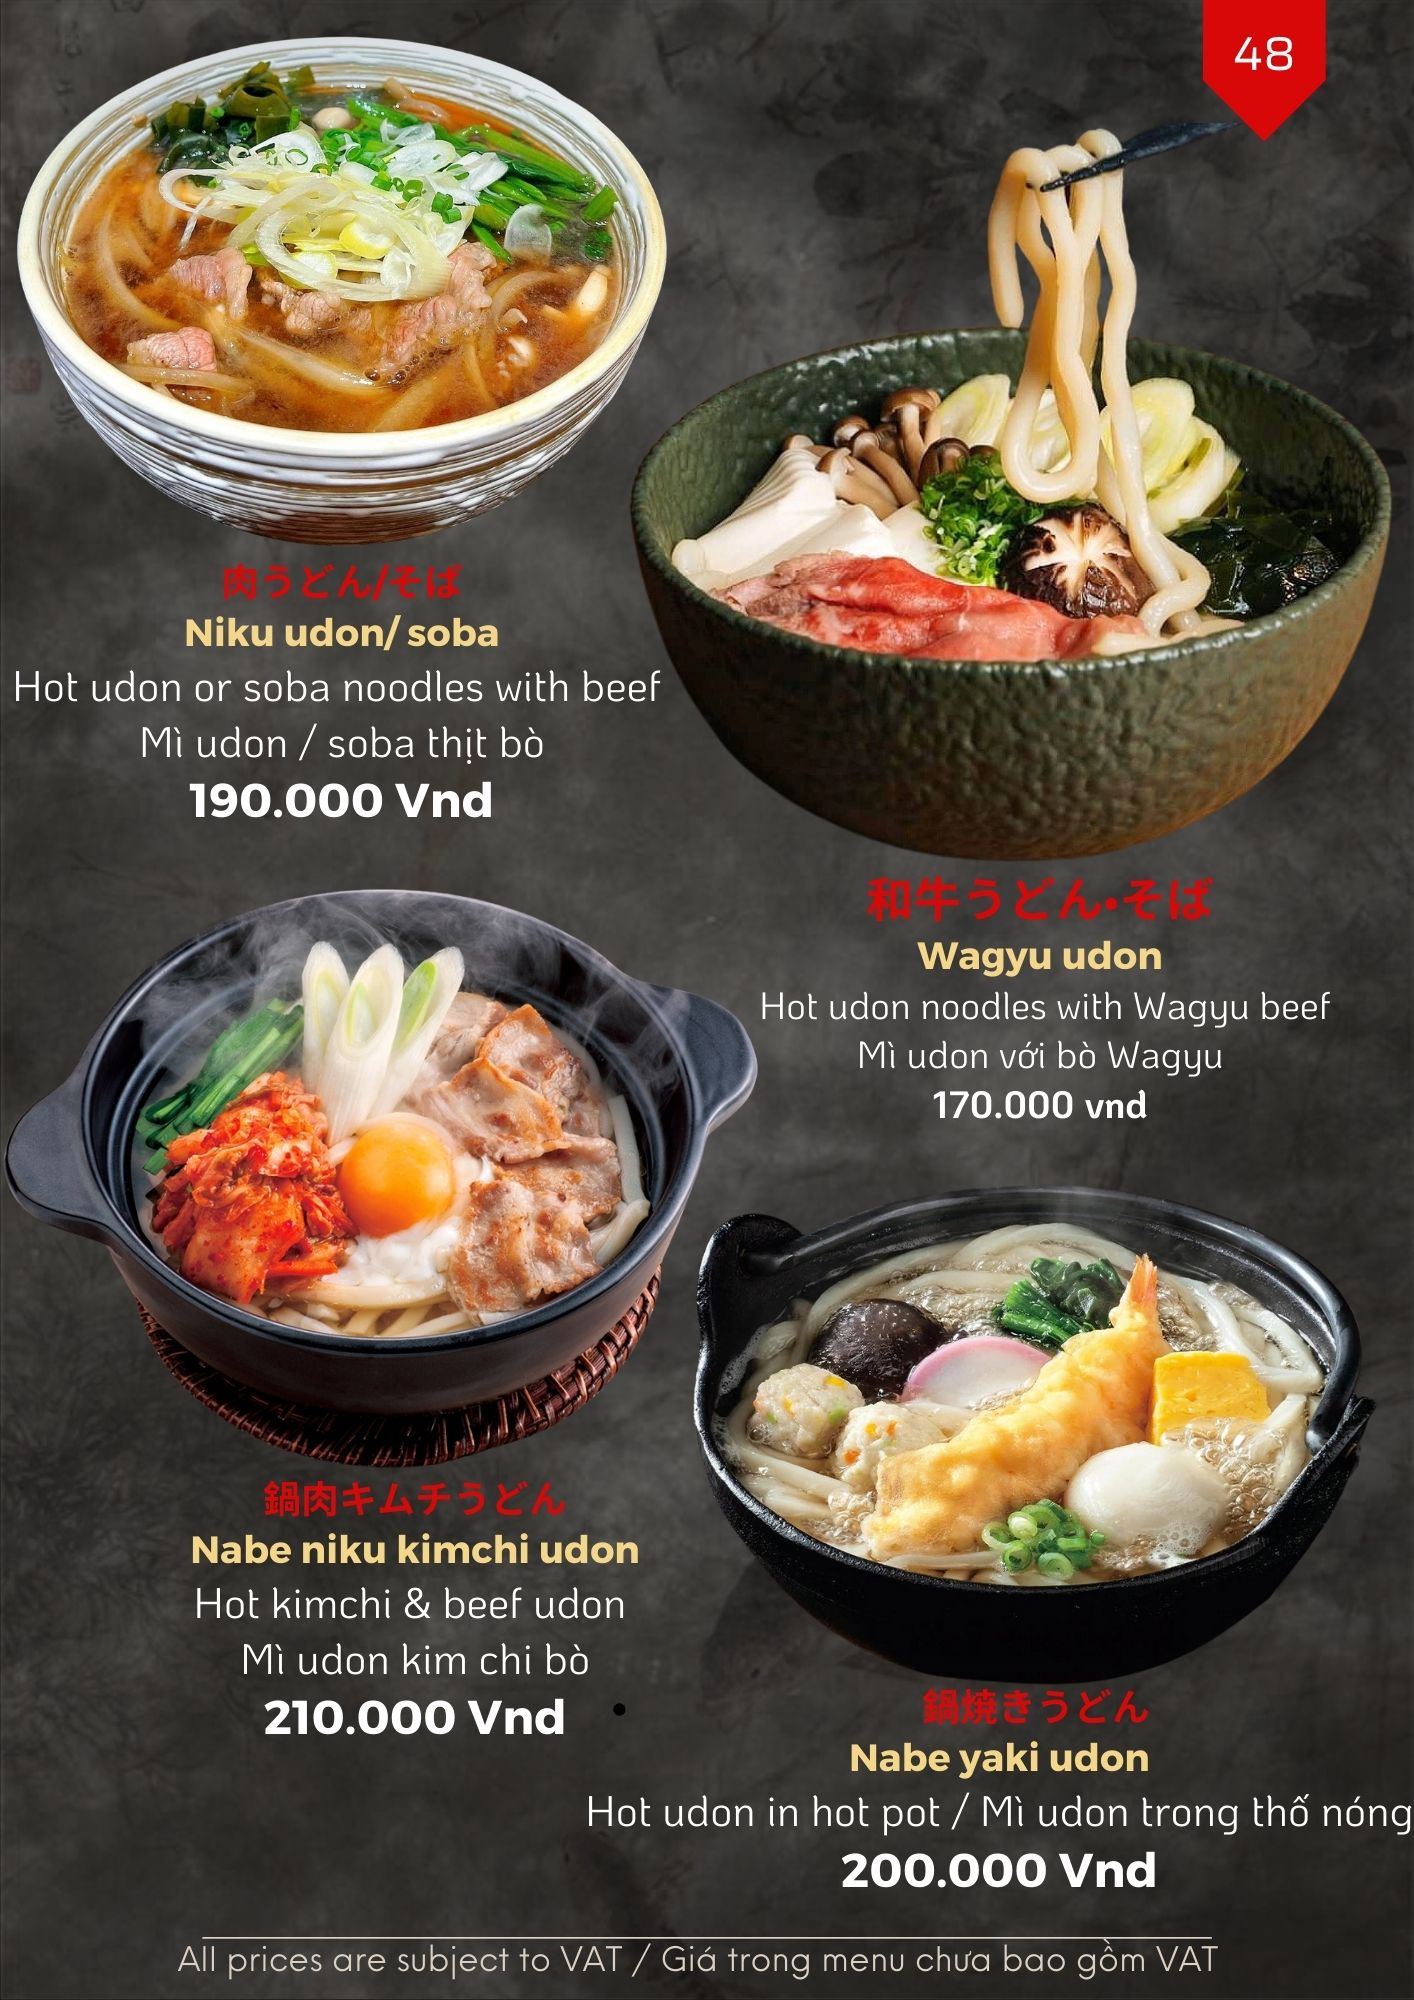 48
肉うどん/そば
Niku udon/ soba
Hot udon or soba noodles with beef
Mì udon / soba thịt bò
190.000 Vnd
和牛うどん•そば
Wagyu udon
Hot udon noodles with Wagyu beef
Mì udon với bò Wagyu
170.000 vnd
鍋肉キムチうどん
Nabe niku kimchi udon
Hot kimchi & beef udon
Mì udon kim chi bò
210.000 Vnd
鍋焼きうどん
Nabe yaki udon
Hot udon in hot pot / Mì udon trong thố nóng
200.000 Vnd
All prices are subject to VAT / Giá trong menu chưa bao gồm VAT